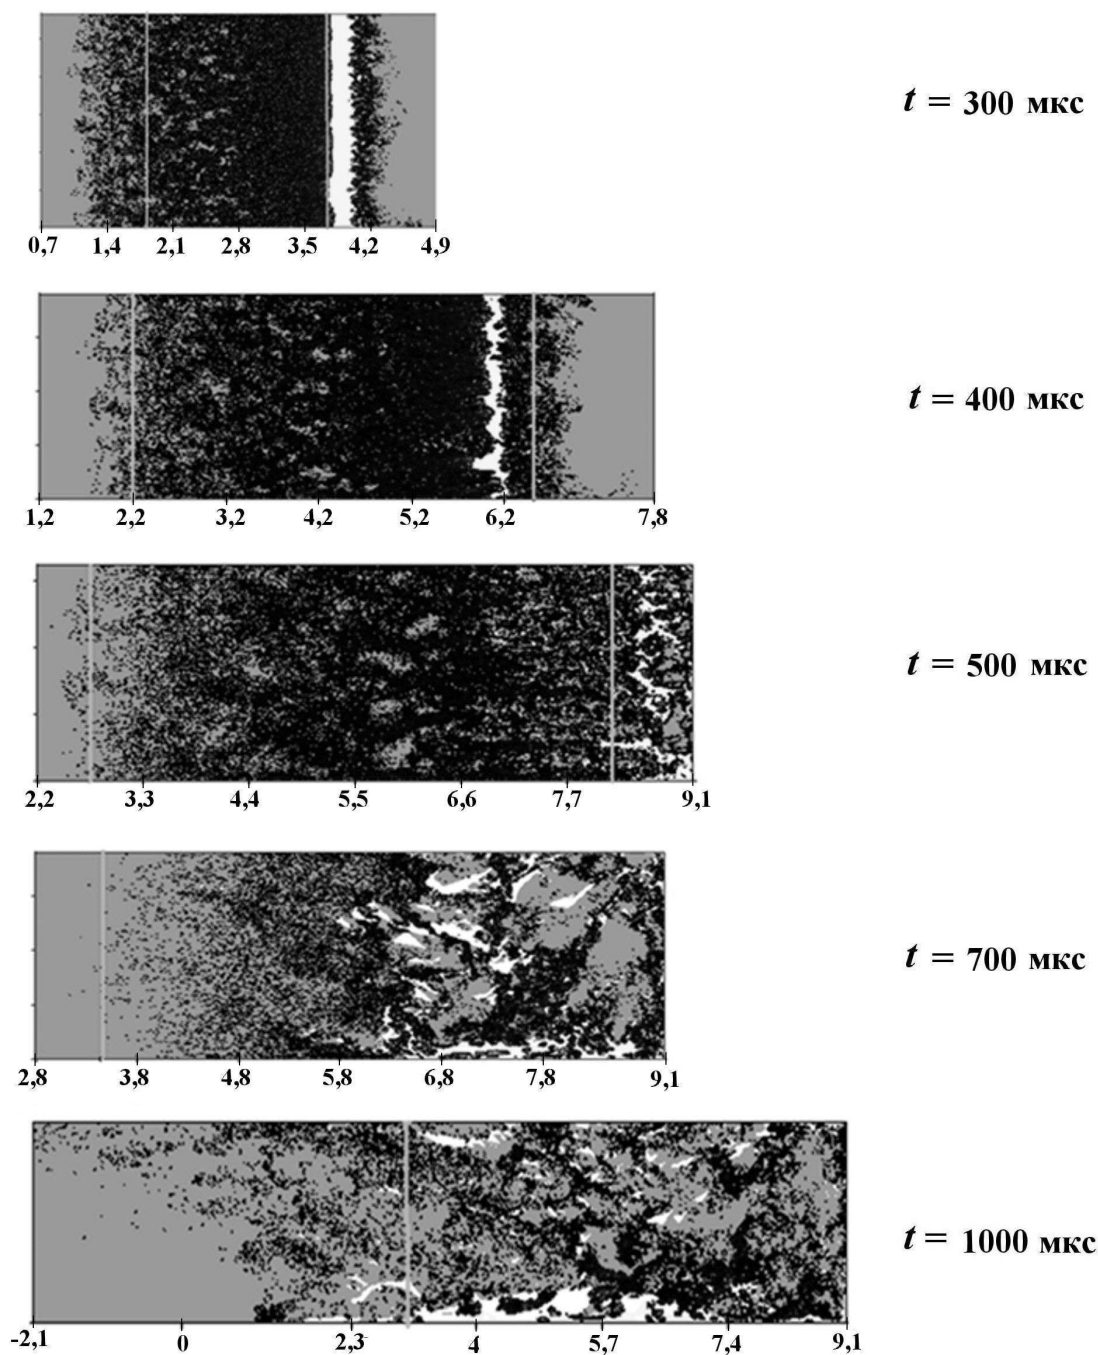 t = 300 мкс
0,7 1,4 2,1 2,8 3,5 4,2 4,9
t = 400 мкс
1,2 2,2 3,2 4,2 5,2 6,2 7,8
t = 500 мкс
2,2 3,3 4,4 5,5 6,6 7,7 9,1
t = 700 мкс
2,8 3,8 4,8 5,8 6,8 7,8 9,1
t = 1000 мкс
-2,1 0 2,3 4 5,7 7,4 9,1